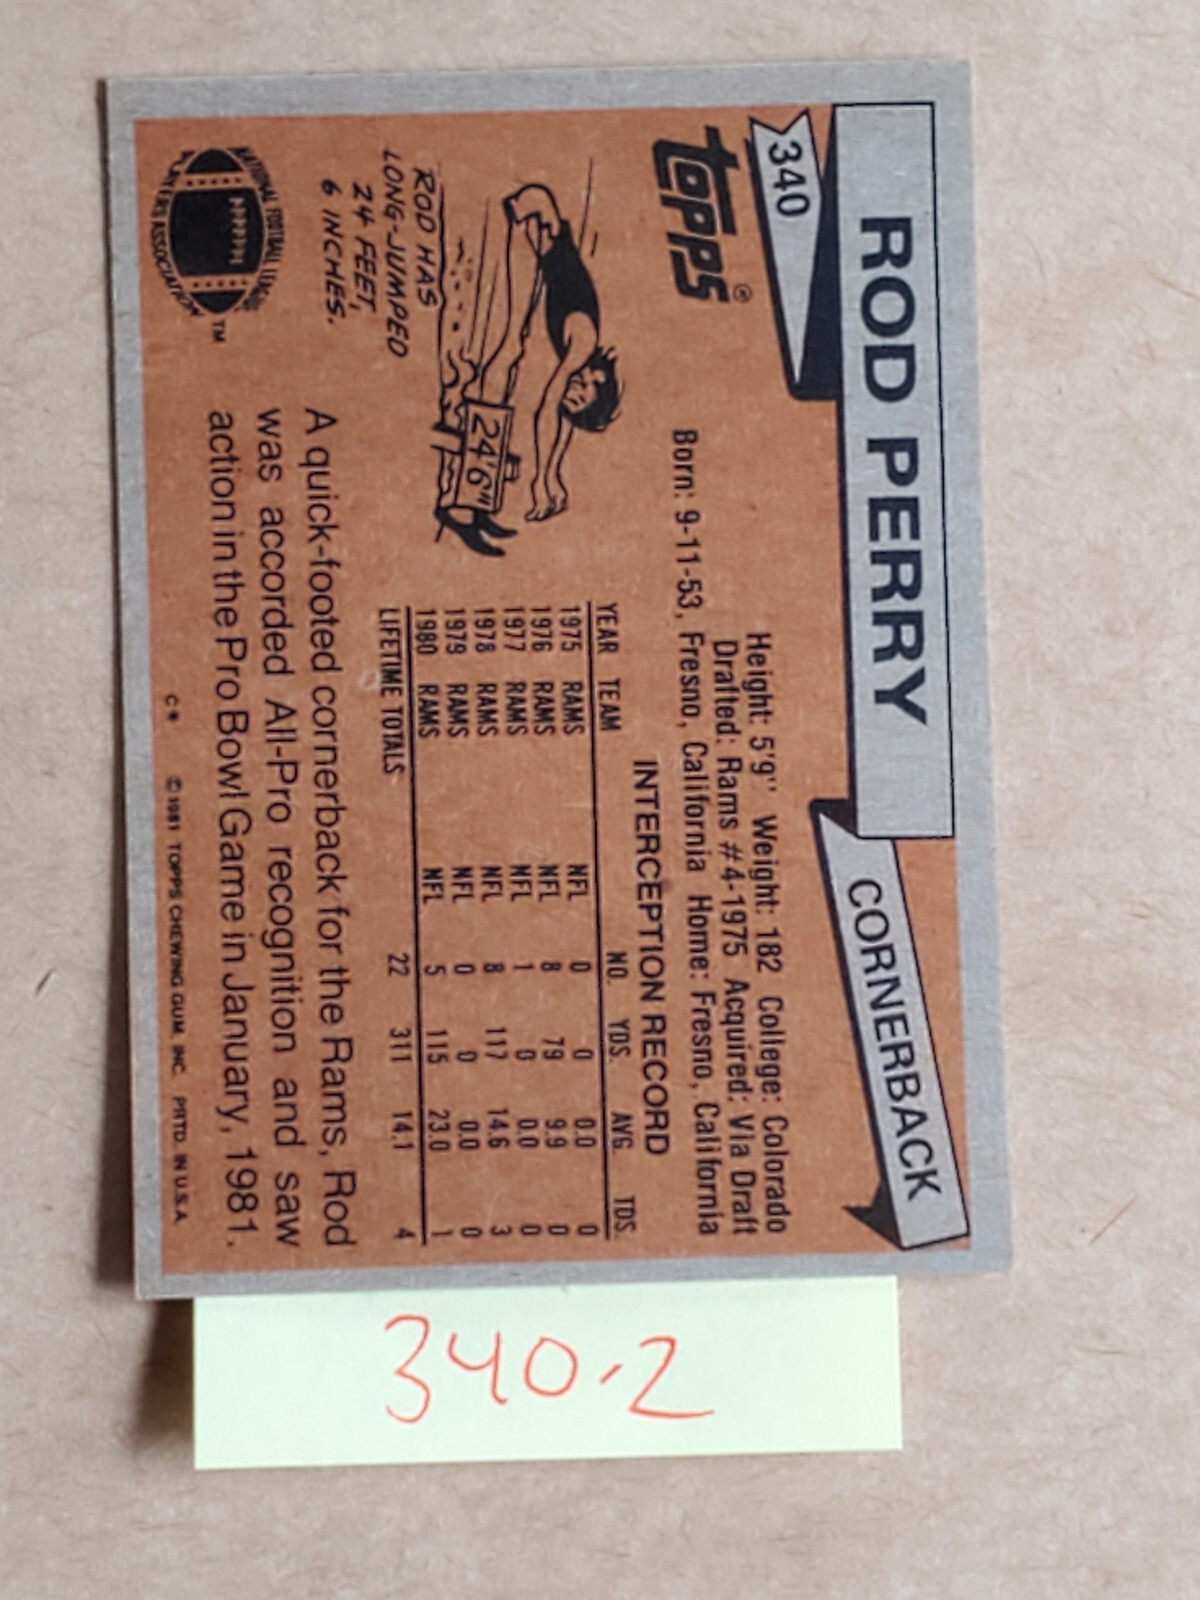 340
ROD PERRY
CORNERBACK
TOPPS®
Height: 5'9'' Weight: 182 College: Colorado
Drafted: Rams #4-1975 Acquired: Via Draft
Born: 9-11-53, Fresno, California Home: Fresno, California
INTERCEPTION RECORD
YEAR TEAM NO. YDS. AVG. TDS.
1975 RAMS NFL 0 0 0.0 0
1976 RAMS NFL 8 79 9.9 0
1977 RAMS NFL 1 0 0.0 0
1978 RAMS NFL 8 117 14.6 3
1979 RAMS NFL 0 0 0.0 0
1980 RAMS NFL 5 115 23.0 1
LIFETIME TOTALS 22 311 14.1 4
24'6"
ROD HAS
LONG-JUMPED
24 FEET,
6 INCHES.
A quick-footed cornerback for the Rams, Rod
was accorded All-Pro recognition and saw
action in the Pro Bowl Game in January, 1981.
NATIONAL FOOTBALL LEAGUE
PLAYERS ASSOCIATION
TM
C* © 1981 TOPPS CHEWING GUM, INC. PRTD. IN U.S.A.
340.2